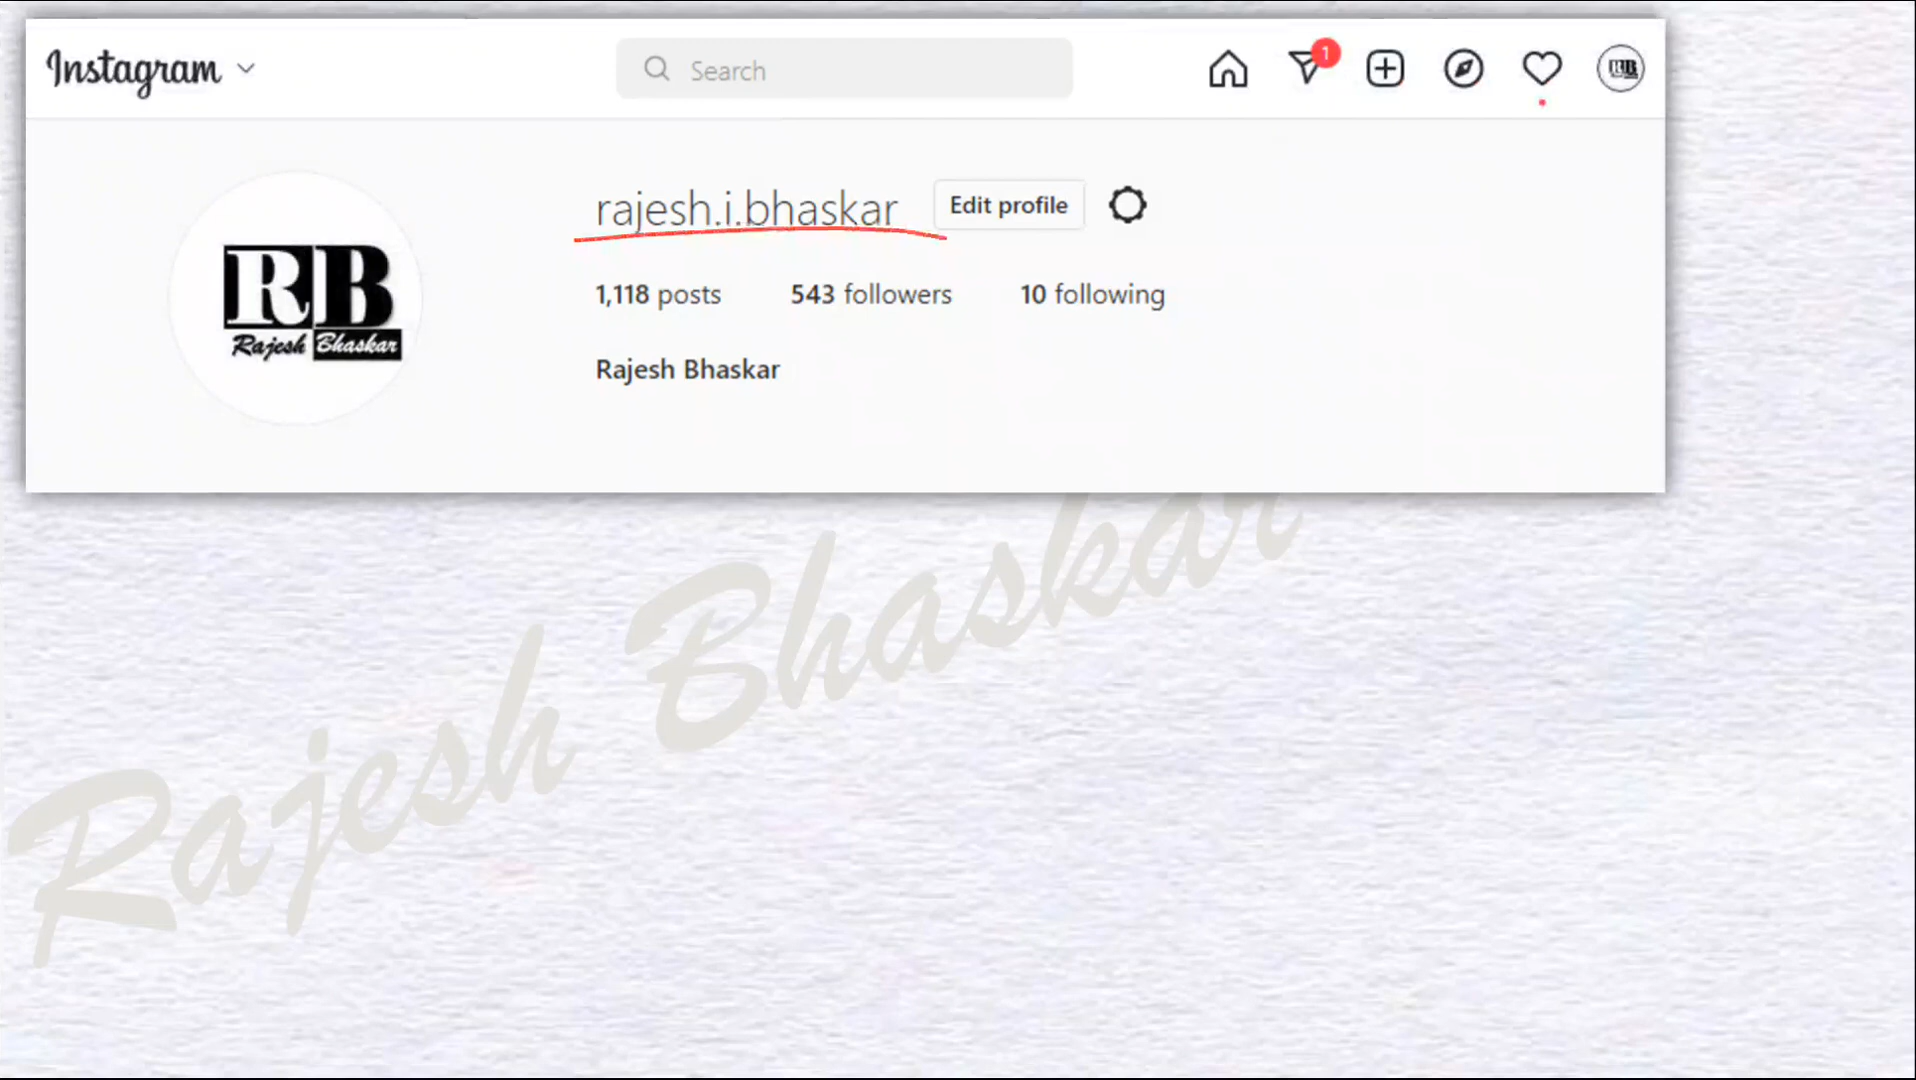 Instagram
Search
1
RB
rajesh.i.bhaskar
Edit profile
1,118 posts
543 followers
10 following
RB
Rajesh Bhaskar
Rajesh Bhaskar
Rajesh Bhaskar